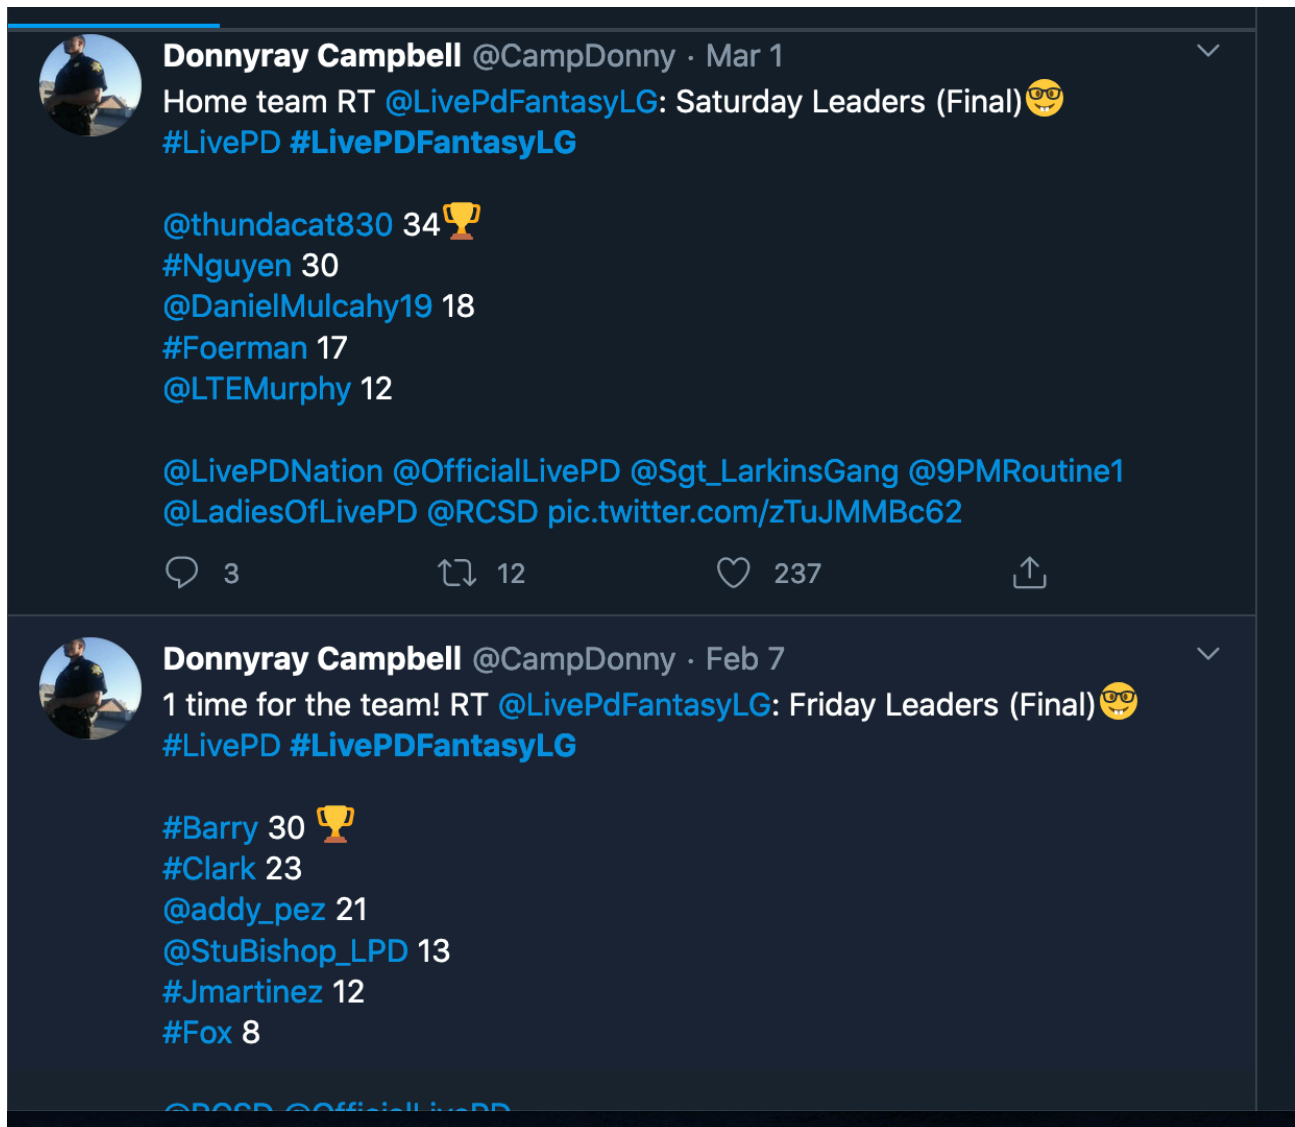 Donnyray Campbell @CampDonny · Mar 1
Home team RT @LivePdFantasyLG: Saturday Leaders (Final)🤓
#LivePD #LivePDFantasyLG
@thundacat830 34🏆
#Nguyen 30
@DanielMulcahy19 18
#Foerman 17
@LTEMurphy 12
@LivePDNation @OfficialLivePD @Sgt_LarkinsGang @9PMRoutine1
@LadiesOfLivePD @RCSD pic.twitter.com/zTuJMMBc62
3 12 237
Donnyray Campbell @CampDonny · Feb 7
1 time for the team! RT @LivePdFantasyLG: Friday Leaders (Final)🤓
#LivePD #LivePDFantasyLG
#Barry 30 🏆
#Clark 23
@addy_pez 21
@StuBishop_LPD 13
#Jmartinez 12
#Fox 8
@RCSD @OfficialLivePD